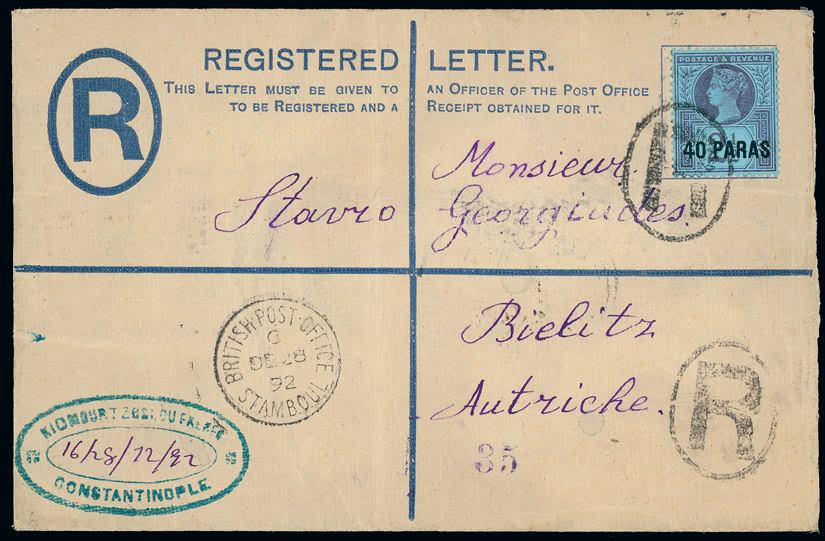 REGISTERED LETTER.
THIS LETTER MUST BE GIVEN TO AN OFFICER OF THE POST OFFICE
TO BE REGISTERED AND A RECEIPT OBTAINED FOR IT.
R
POSTAGE & REVENUE
40 PARAS
Monsieur
Stavro Georgiades.
Bielitz
Autriche.
BRITISH·POST·OFFICE
C
DE 28
92
STAMBOUL
R
35
CONSTANTINOPLE
16/28/12/92